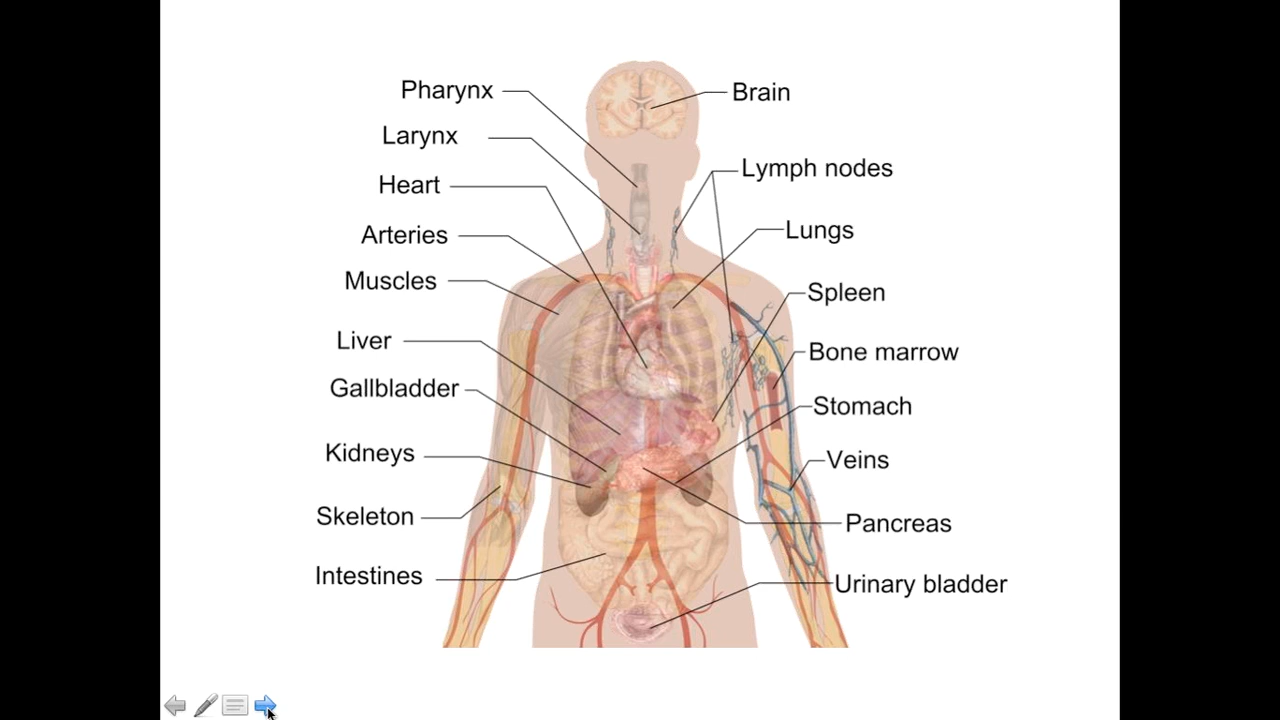 Pharynx
Brain
Larynx
Lymph nodes
Heart
Lungs
Arteries
Muscles
Spleen
Liver
Bone marrow
Gallbladder
Stomach
Kidneys
Veins
Skeleton
Pancreas
Intestines
Urinary bladder